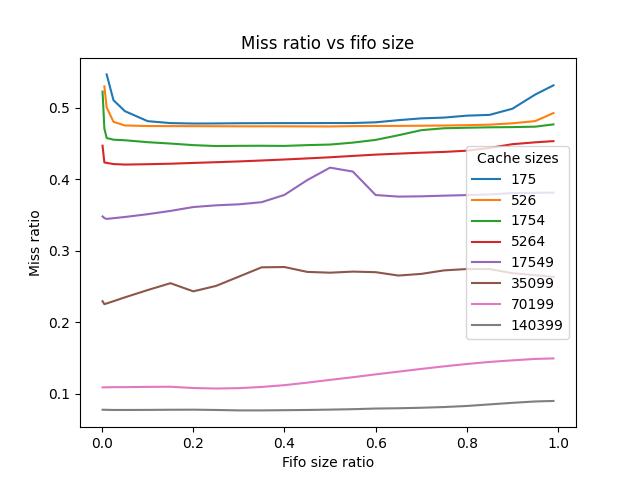 Miss ratio vs fifo size
0.5
0.4
0.3
0.2
0.1
Miss ratio
Cache sizes
175
526
1754
5264
17549
35099
70199
140399
0.0 0.2 0.4 0.6 0.8 1.0
Fifo size ratio